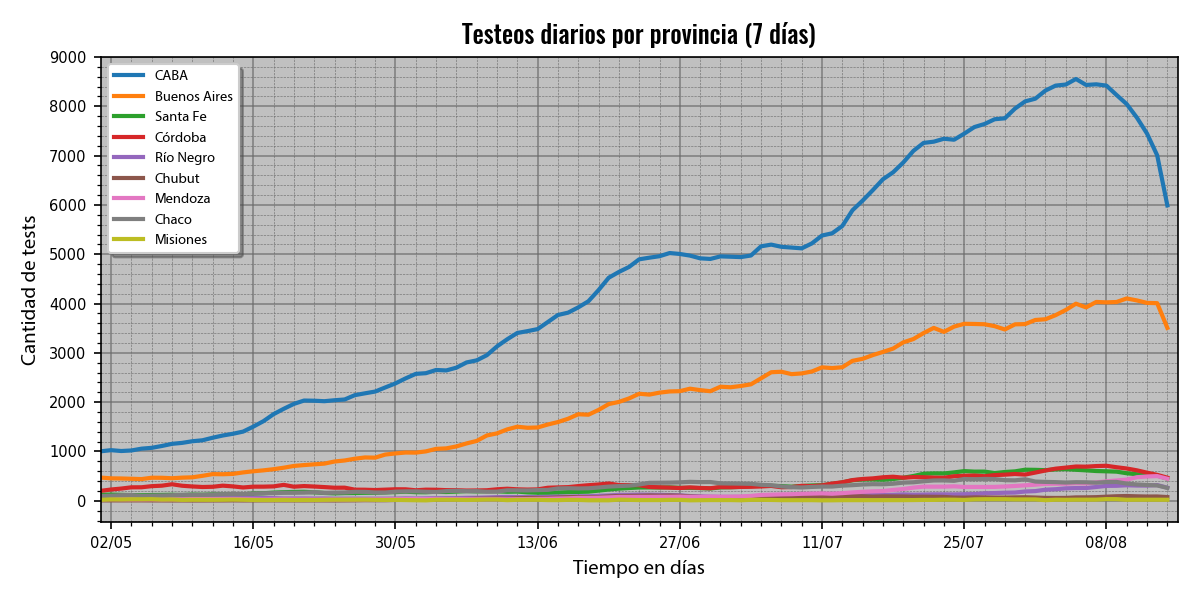 Testeos diarios por provincia (7 días)
9000
8000
7000
6000
5000
4000
3000
2000
1000
0
Cantidad de tests
CABA
Buenos Aires
Santa Fe
Córdoba
Río Negro
Chubut
Mendoza
Chaco
Misiones
02/05 16/05 30/05 13/06 27/06 11/07 25/07 08/08
Tiempo en días